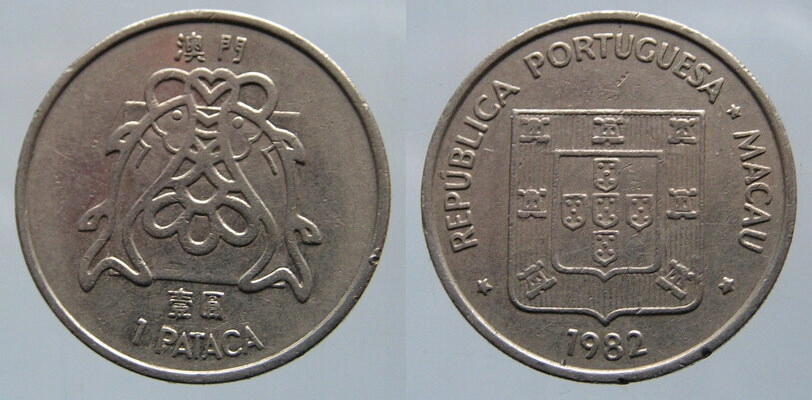 澳門
壹圓
1 PATACA
REPÚBLICA PORTUGUESA ★ MACAU ★
1982